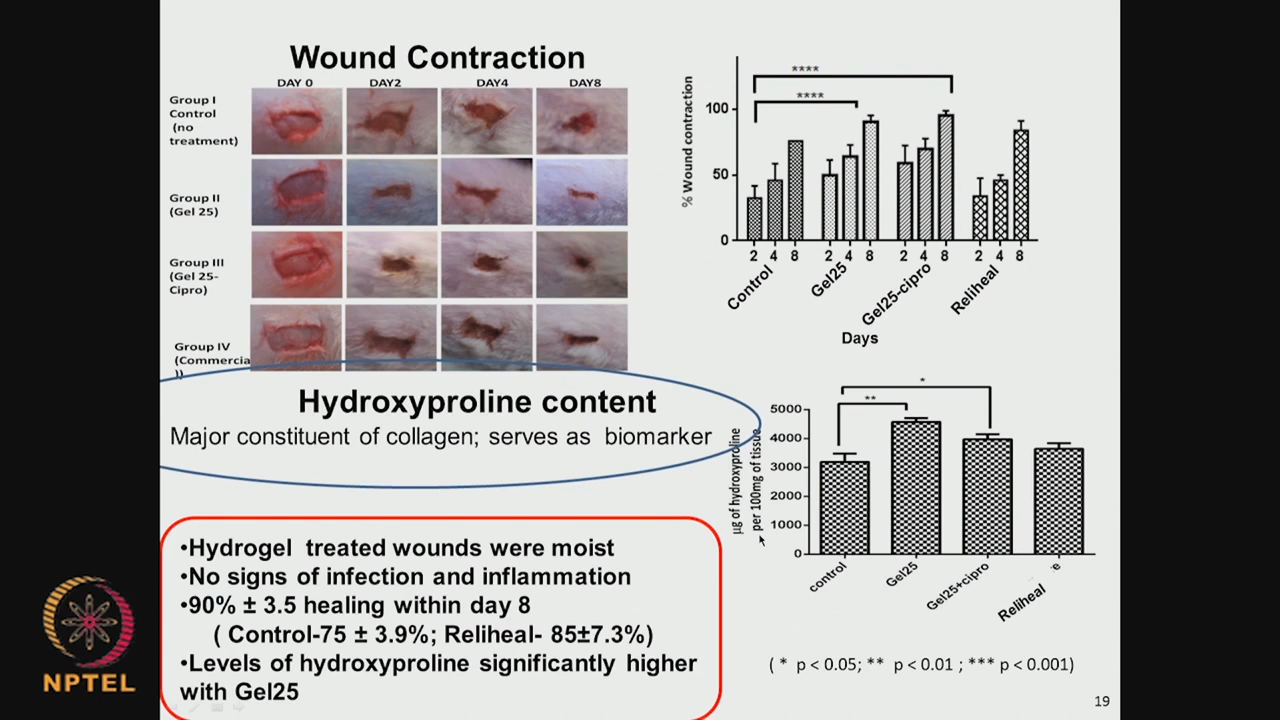 Wound Contraction
DAY 0 DAY2 DAY4 DAY8
Group I
Control
(no
treatment)
Group II
(Gel 25)
Group III
(Gel 25-
Cipro)
Group IV
(Commercia
))
% Wound contraction
100
50
0
****
****
2 4 8 2 4 8 2 4 8 2 4 8
Control Gel25 Gel25-cipro Reliheal
Days
Hydroxyproline content
Major constituent of collagen; serves as biomarker
µg of hydroxyproline
per 100mg of tissue
5000
4000
3000
2000
1000
0
*
**
control Gel25 Gel25+cipro Reliheal e
•Hydrogel treated wounds were moist
•No signs of infection and inflammation
•90% ± 3.5 healing within day 8
( Control-75 ± 3.9%; Reliheal- 85±7.3%)
•Levels of hydroxyproline significantly higher
with Gel25
( * p < 0.05; ** p < 0.01 ; *** p < 0.001)
19
NPTEL